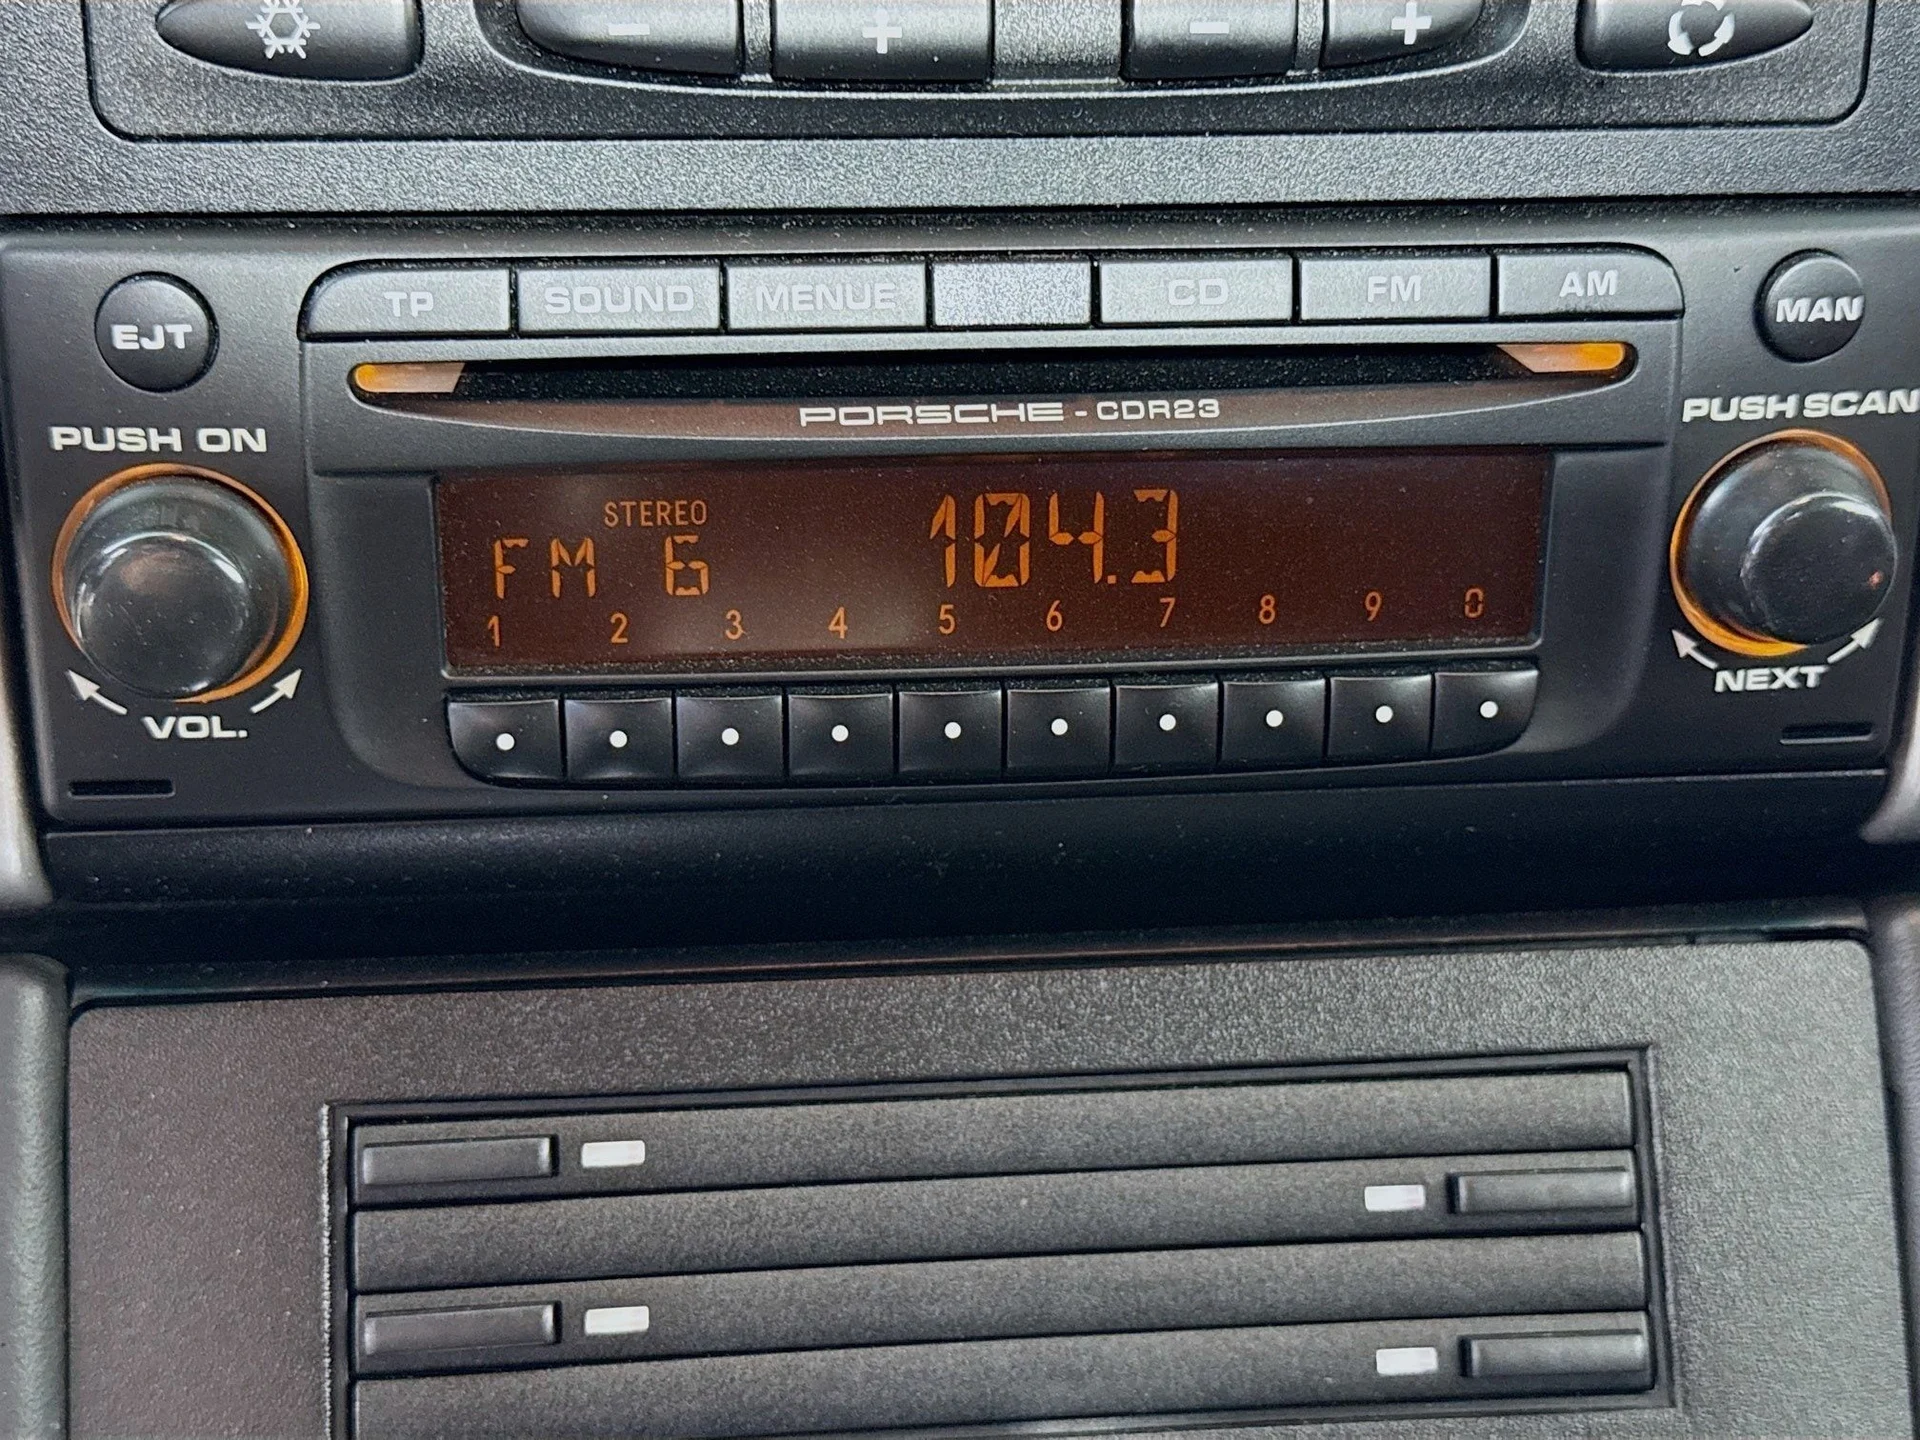 − + − +
EJT TP SOUND MENUE CD FM AM MAN
PORSCHE - CDR23
PUSH ON
PUSH SCAN
STEREO
FM 6 104.3
1 2 3 4 5 6 7 8 9 0
VOL.
NEXT